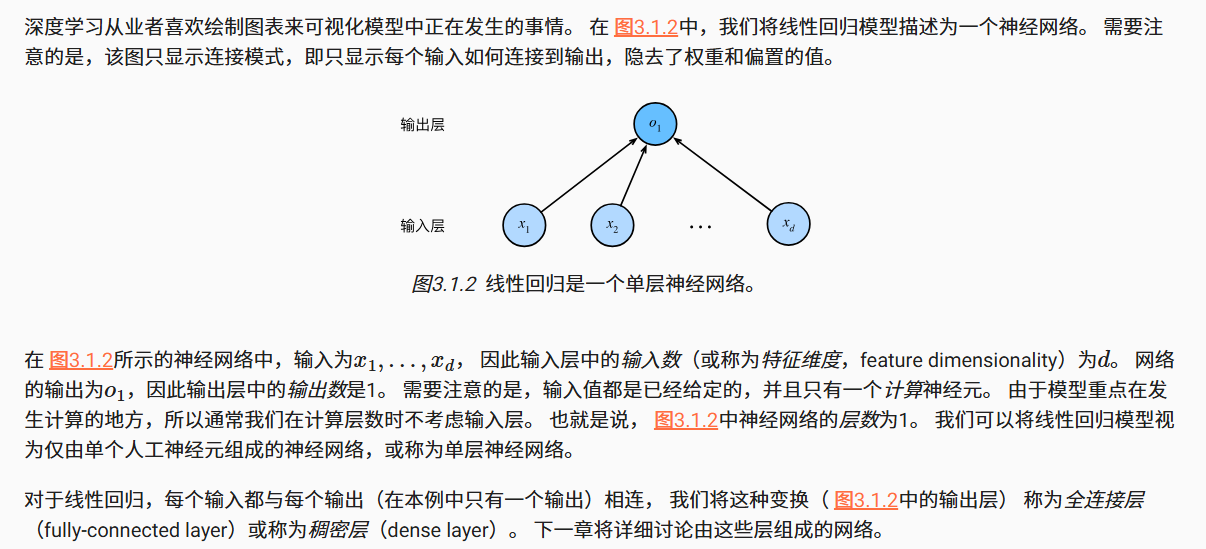 深度学习从业者喜欢绘制图表来可视化模型中正在发生的事情。 在 图3.1.2中，我们将线性回归模型描述为一个神经网络。 需要注
意的是，该图只显示连接模式，即只显示每个输入如何连接到输出，隐去了权重和偏置的值。
输出层 o₁
输入层 x₁ x₂ ... x_d
图3.1.2 线性回归是一个单层神经网络。
在 图3.1.2所示的神经网络中，输入为x₁, . . . , x_d， 因此输入层中的输入数（或称为特征维度，feature dimensionality）为d。 网络
的输出为o₁，因此输出层中的输出数是1。 需要注意的是，输入值都是已经给定的，并且只有一个计算神经元。 由于模型重点在发
生计算的地方，所以通常我们在计算层数时不考虑输入层。 也就是说， 图3.1.2中神经网络的层数为1。 我们可以将线性回归模型视
为仅由单个人工神经元组成的神经网络，或称为单层神经网络。
对于线性回归，每个输入都与每个输出（在本例中只有一个输出）相连， 我们将这种变换（ 图3.1.2中的输出层） 称为全连接层
（fully-connected layer）或称为稠密层（dense layer）。 下一章将详细讨论由这些层组成的网络。